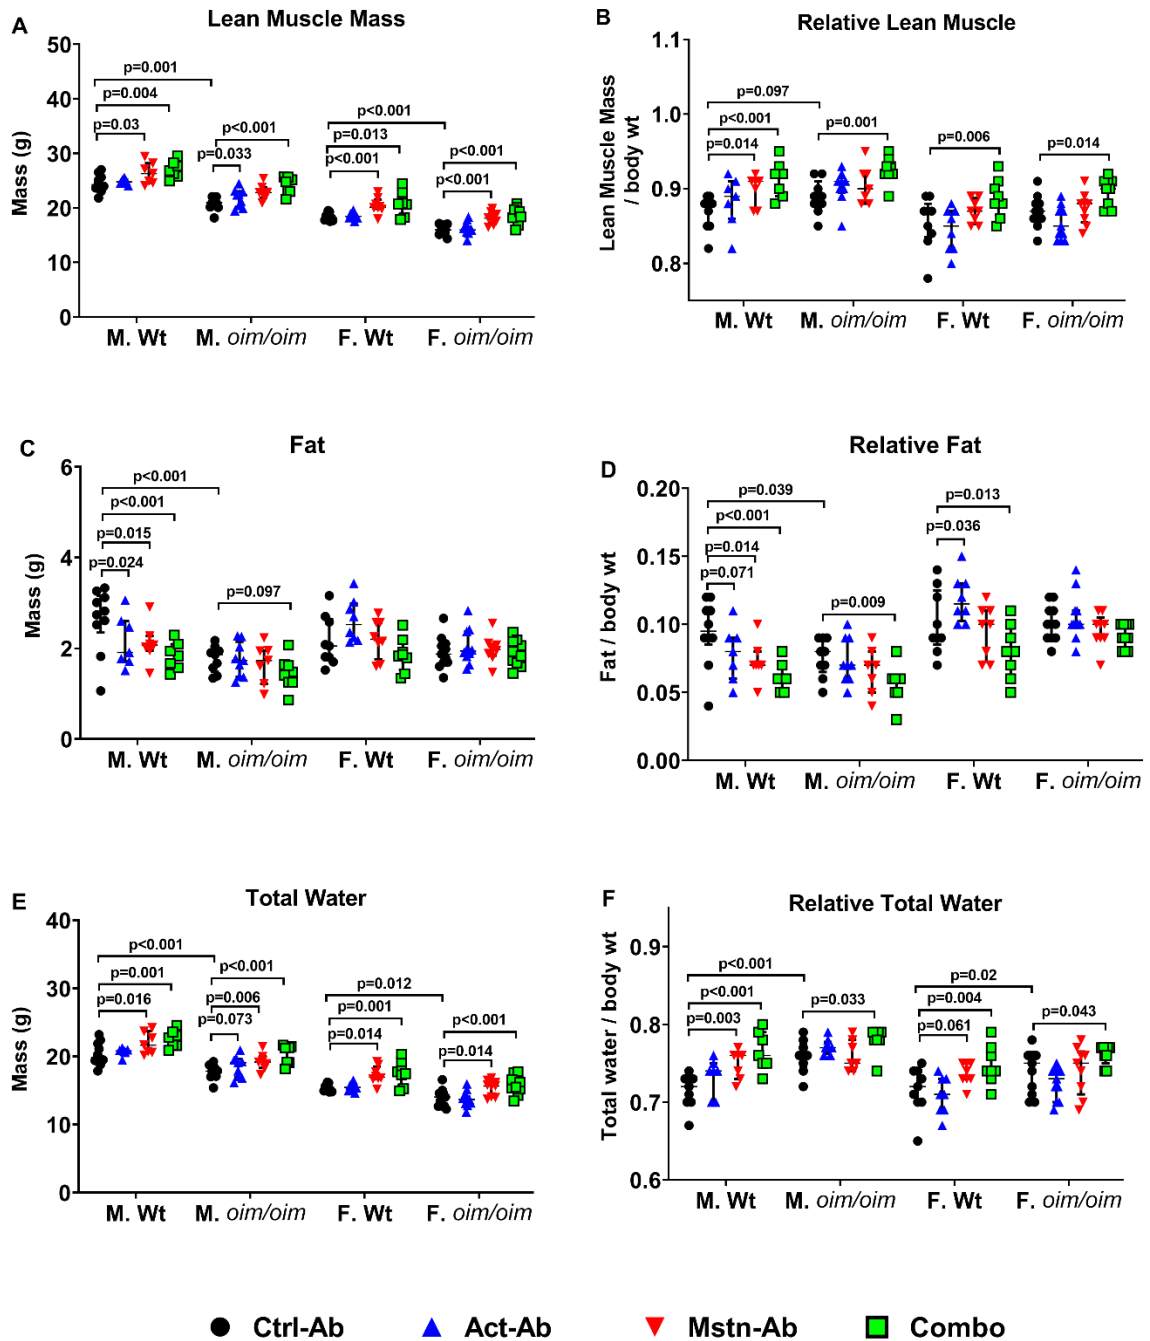 A
Lean Muscle Mass
Mass (g)
50
40
30
20
10
0
p=0.001
p=0.004
p=0.03
p<0.001
p=0.033
p<0.001
p=0.013
p<0.001
p<0.001
p<0.001
M. Wt
M. oim/oim
F. Wt
F. oim/oim
B
Relative Lean Muscle
Lean Muscle Mass
/ body wt
1.1
1.0
0.9
0.8
p=0.097
p<0.001
p=0.014
p=0.001
p=0.006
p=0.014
M. Wt
M. oim/oim
F. Wt
F. oim/oim
C
Fat
Mass (g)
6
4
2
0
p<0.001
p<0.001
p=0.015
p=0.024
p=0.097
M. Wt
M. oim/oim
F. Wt
F. oim/oim
D
Relative Fat
Fat / body wt
0.20
0.15
0.10
0.05
0.00
p=0.039
p<0.001
p=0.014
p=0.071
p=0.009
p=0.013
p=0.036
M. Wt
M. oim/oim
F. Wt
F. oim/oim
E
Total Water
Mass (g)
40
30
20
10
0
p<0.001
p=0.001
p=0.016
p<0.001
p=0.006
p=0.073
p=0.012
p=0.001
p=0.014
p<0.001
p=0.014
M. Wt
M. oim/oim
F. Wt
F. oim/oim
F
Relative Total Water
Total water / body wt
0.9
0.8
0.7
0.6
p<0.001
p<0.001
p=0.003
p=0.033
p=0.02
p=0.004
p=0.061
p=0.043
M. Wt
M. oim/oim
F. Wt
F. oim/oim
Ctrl-Ab
Act-Ab
Mstn-Ab
Combo